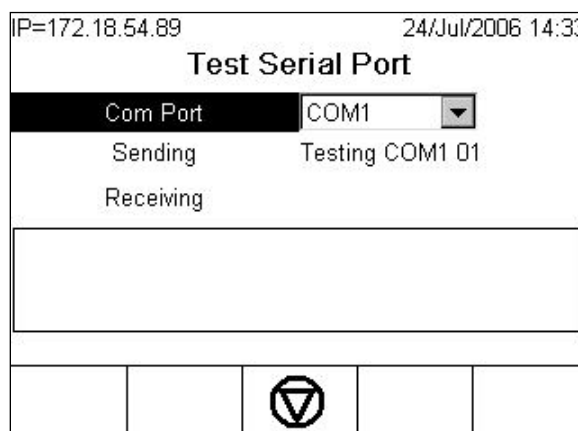 IP=172.18.54.89 24/Jul/2006 14:33
Test Serial Port
Com Port COM1
Sending Testing COM1 01
Receiving